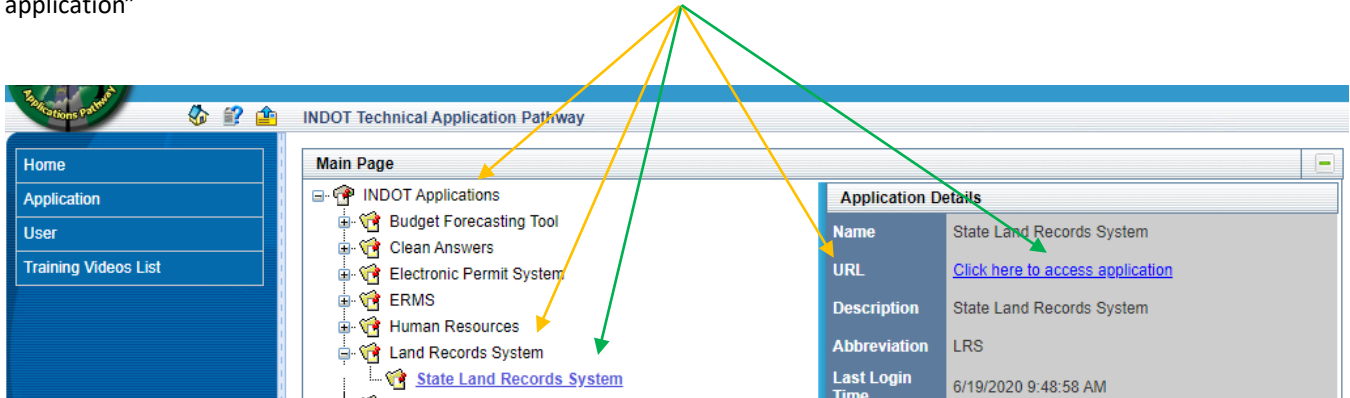 application"
Applications Pathway
INDOT Technical Application Pathway
Home
Application
User
Training Videos List
Main Page
INDOT Applications
Budget Forecasting Tool
Clean Answers
Electronic Permit System
ERMS
Human Resources
Land Records System
State Land Records System
Application Details
Name State Land Records System
URL Click here to access application
Description State Land Records System
Abbreviation LRS
Last Login
Time 6/19/2020 9:48:58 AM